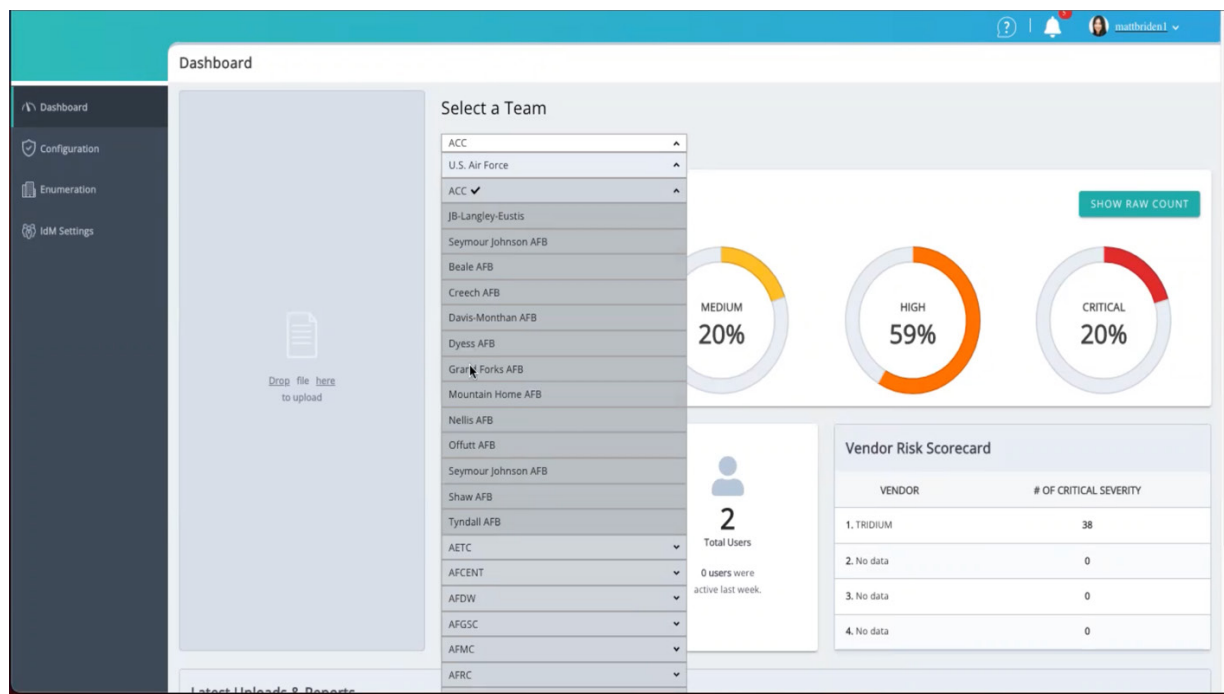 mattbriden1
Dashboard
Dashboard
Configuration
Enumeration
IdM Settings
Drop file here
to upload
Select a Team
ACC
U.S. Air Force
ACC
JB-Langley-Eustis
Seymour Johnson AFB
Beale AFB
Creech AFB
Davis-Monthan AFB
Dyess AFB
Grand Forks AFB
Mountain Home AFB
Nellis AFB
Offutt AFB
Seymour Johnson AFB
Shaw AFB
Tyndall AFB
AETC
AFCENT
AFDW
AFGSC
AFMC
AFRC
SHOW RAW COUNT
MEDIUM
20%
HIGH
59%
CRITICAL
20%
2
Total Users
0 users were
active last week.
Vendor Risk Scorecard
VENDOR # OF CRITICAL SEVERITY
1. TRIDIUM 38
2. No data 0
3. No data 0
4. No data 0
Latest Uploads & Reports